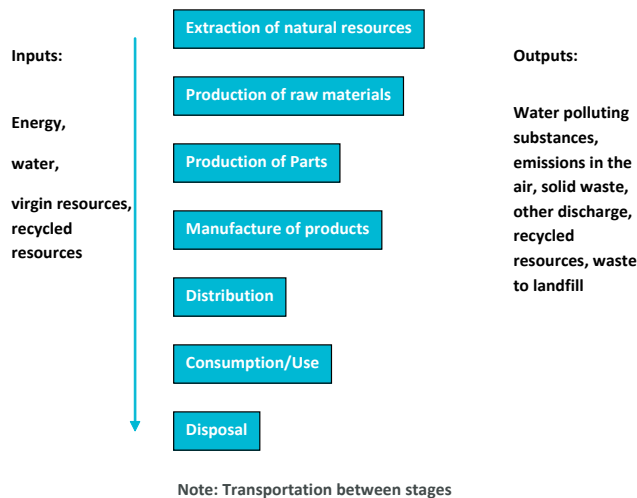 Inputs:
Energy,
water,
virgin resources,
recycled
resources
Extraction of natural resources
Production of raw materials
Production of Parts
Manufacture of products
Distribution
Consumption/Use
Disposal
Outputs:
Water polluting
substances,
emissions in the
air, solid waste,
other discharge,
recycled
resources, waste
to landfill
Note: Transportation between stages